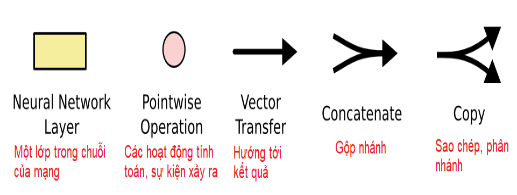 Neural Network
Layer
Một lớp trong chuỗi
của mạng
Pointwise
Operation
Các hoạt động tính
toán, sự kiện xảy ra
Vector
Transfer
Hướng tới
kết quả
Concatenate
Gộp nhánh
Copy
Sao chép, phân
nhánh